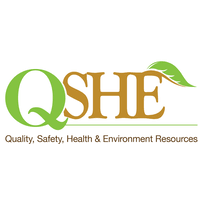 QSHE
Quality, Safety, Health & Environment Resources